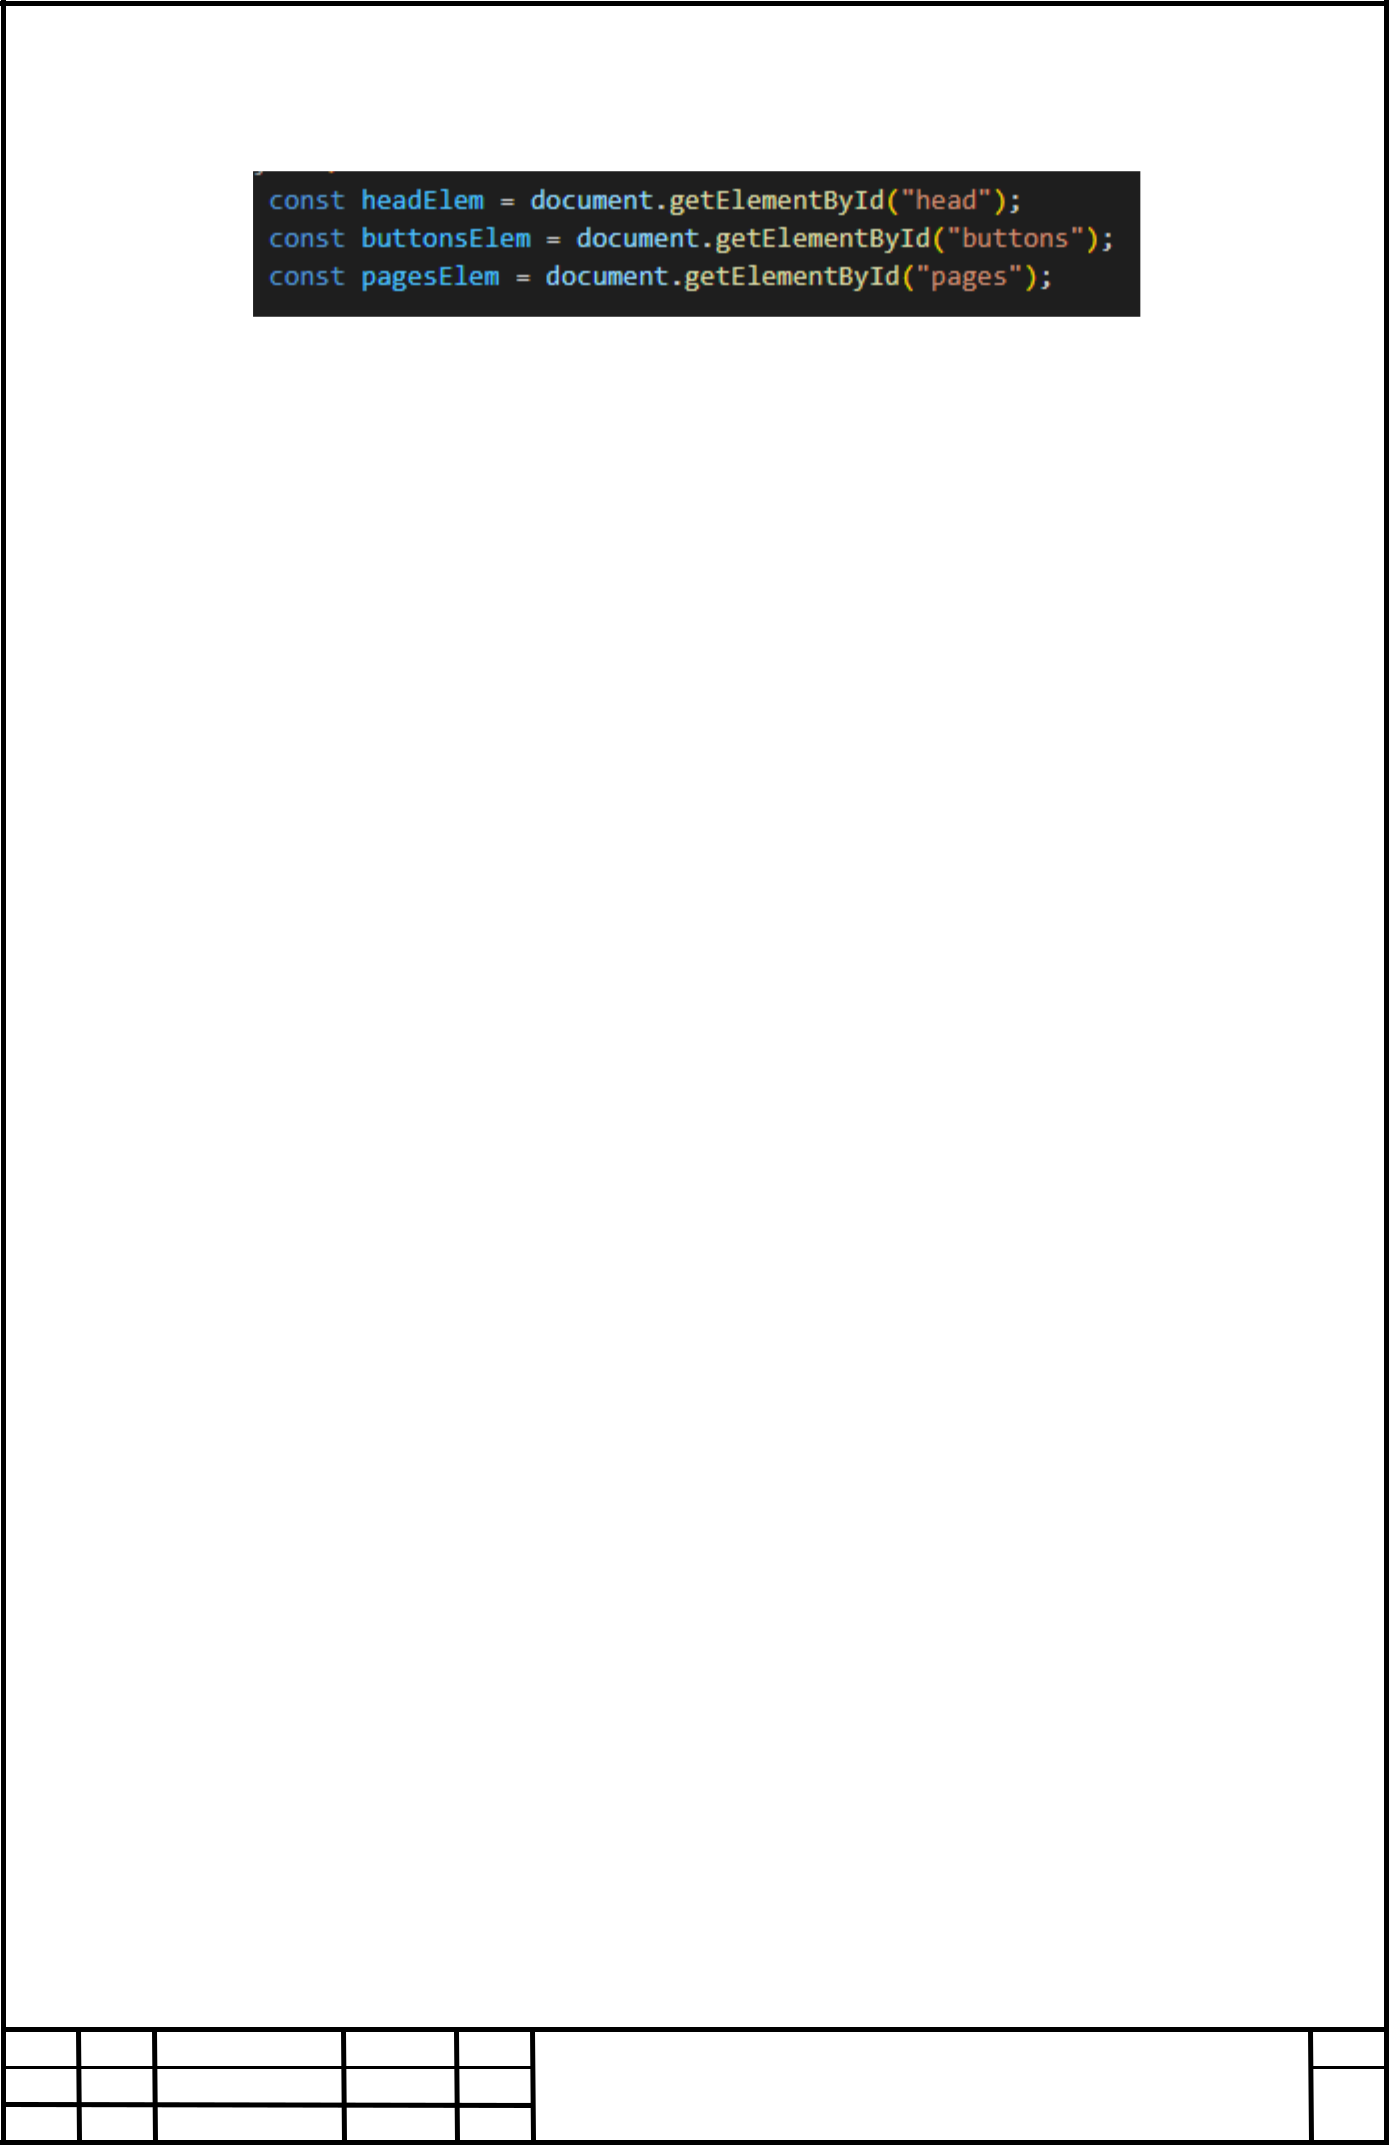 const headElem = document.getElementById("head");
const buttonsElem = document.getElementById("buttons");
const pagesElem = document.getElementById("pages");